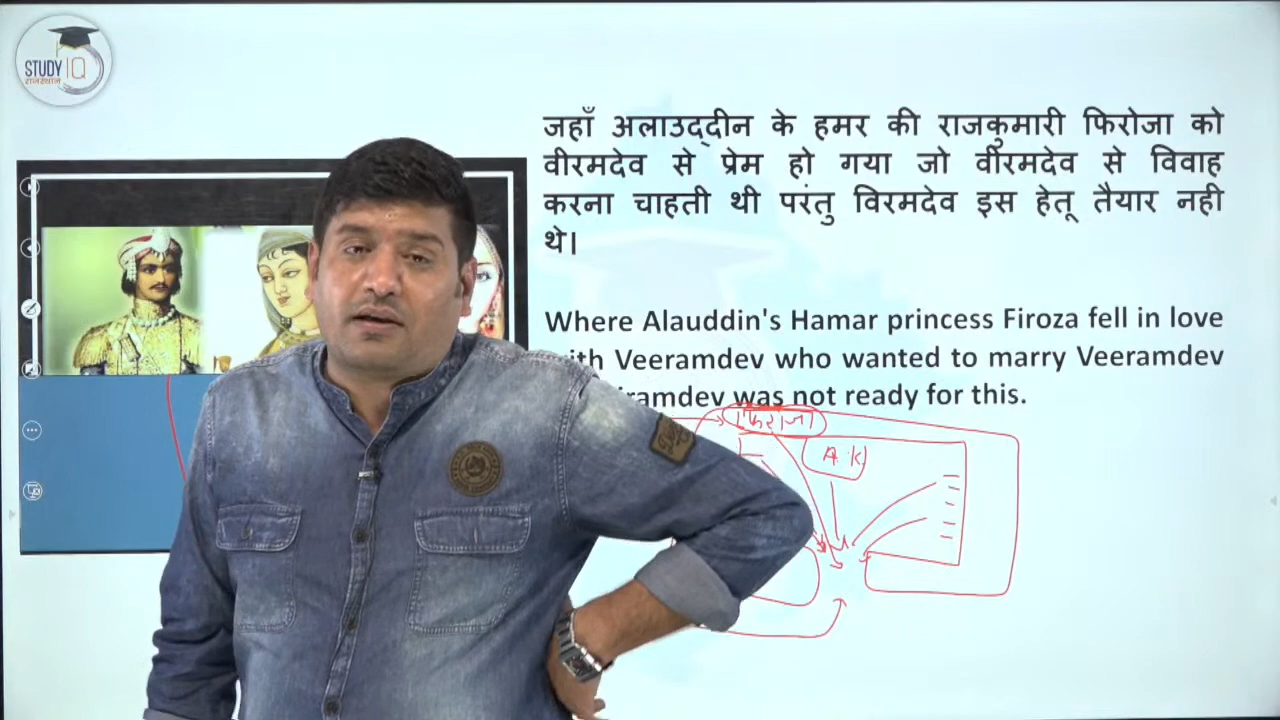 STUDY IQ
राजस्थान
जहाँ अलाउद्दीन के हमर की राजकुमारी फिरोजा को
वीरमदेव से प्रेम हो गया जो वीरमदेव से विवाह
करना चाहती थी परंतु विरमदेव इस हेतू तैयार नही
थे।
Where Alauddin's Hamar princess Firoza fell in love
Veeramdev who wanted to marry Veeramdev
was not ready for this.
फिरोजा
A.K